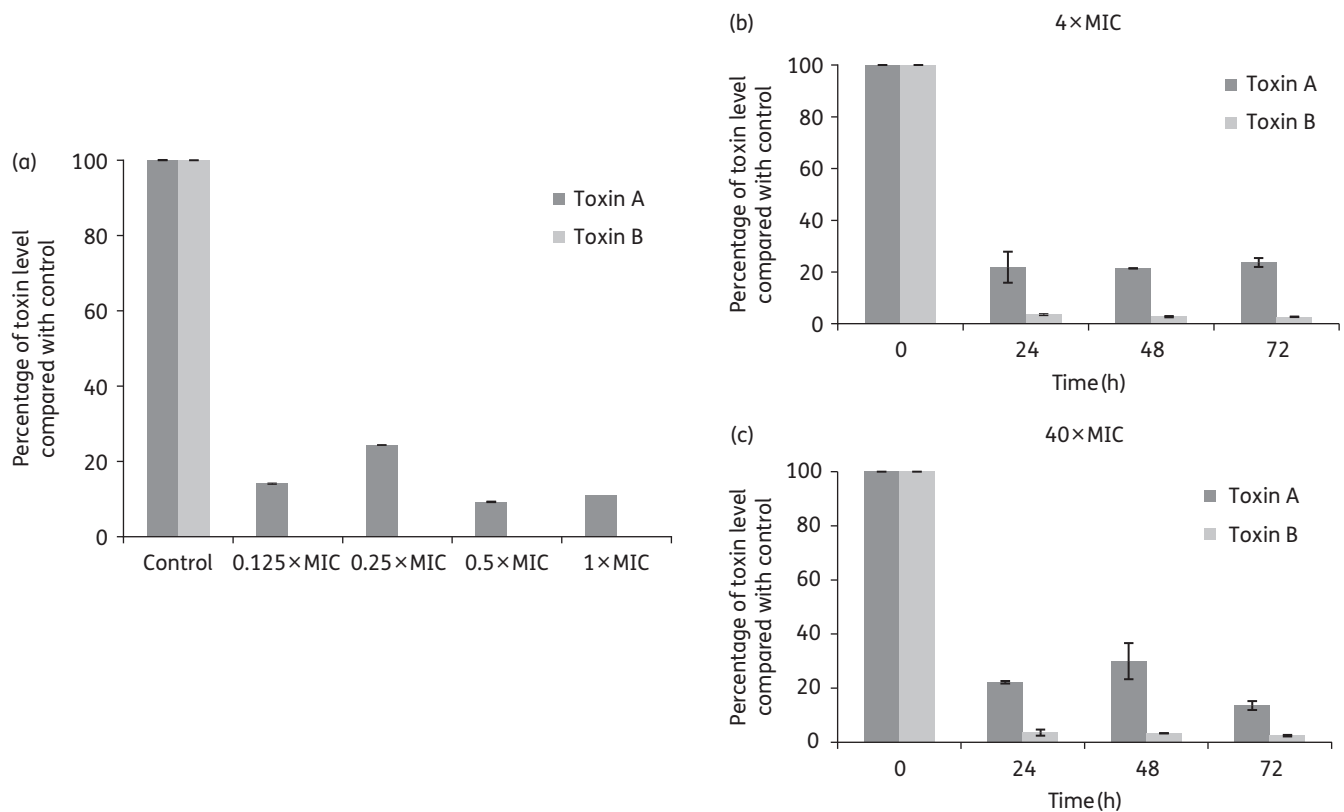 (a)
Percentage of toxin level
compared with control
100
80
60
40
20
0
Toxin A
Toxin B
Control 0.125×MIC 0.25×MIC 0.5×MIC 1×MIC
(b)
4×MIC
Percentage of toxin level
compared with control
100
80
60
40
20
0
Toxin A
Toxin B
0 24 48 72
Time (h)
(c)
40×MIC
Percentage of toxin level
compared with control
100
80
60
40
20
0
Toxin A
Toxin B
0 24 48 72
Time (h)